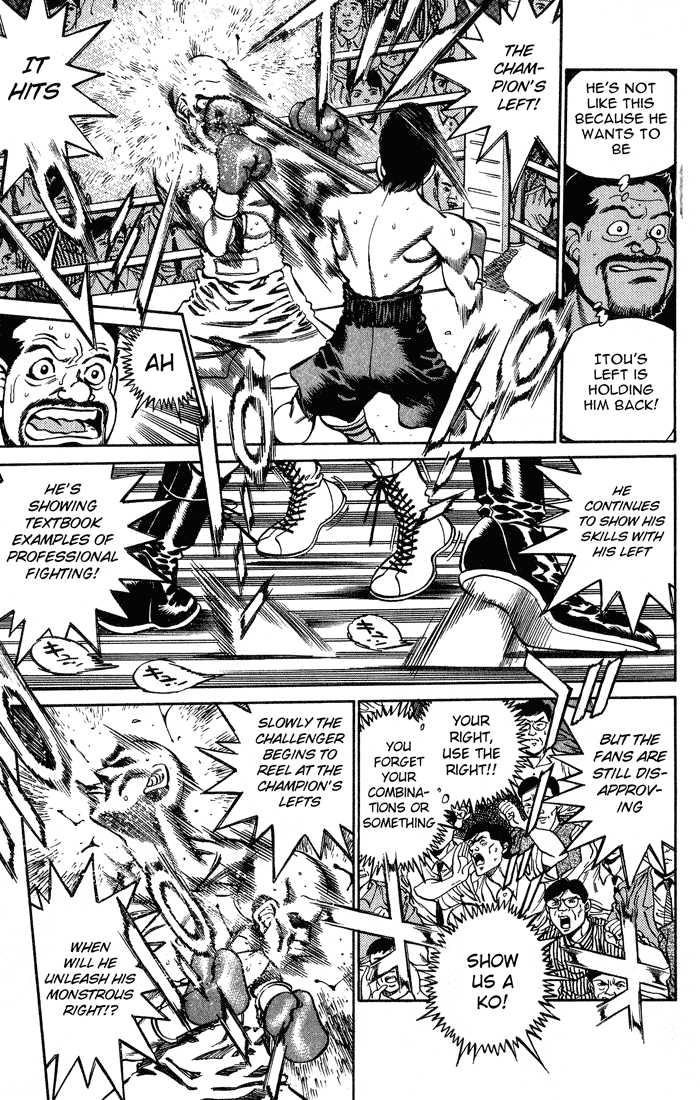 HE'S NOT
LIKE THIS
BECAUSE HE
WANTS TO
BE
ITOU'S
LEFT IS
HOLDING
HIM BACK!
THE
CHAM-
PION'S
LEFT!
IT
HITS
AH
HE
CONTINUES
TO SHOW HIS
SKILLS WITH
HIS LEFT
HE'S
SHOWING
TEXTBOOK
EXAMPLES OF
PROFESSIONAL
FIGHTING!
BUT THE
FANS ARE
STILL DIS-
APPROV-
ING
YOUR
RIGHT,
USE THE
RIGHT!!
YOU
FORGET
YOUR
COMBINA-
TIONS OR
SOMETHING
SHOW
US A
KO!
SLOWLY THE
CHALLENGER
BEGINS TO
REEL AT THE
CHAMPION'S
LEFTS
WHEN
WILL HE
UNLEASH HIS
MONSTROUS
RIGHT!?